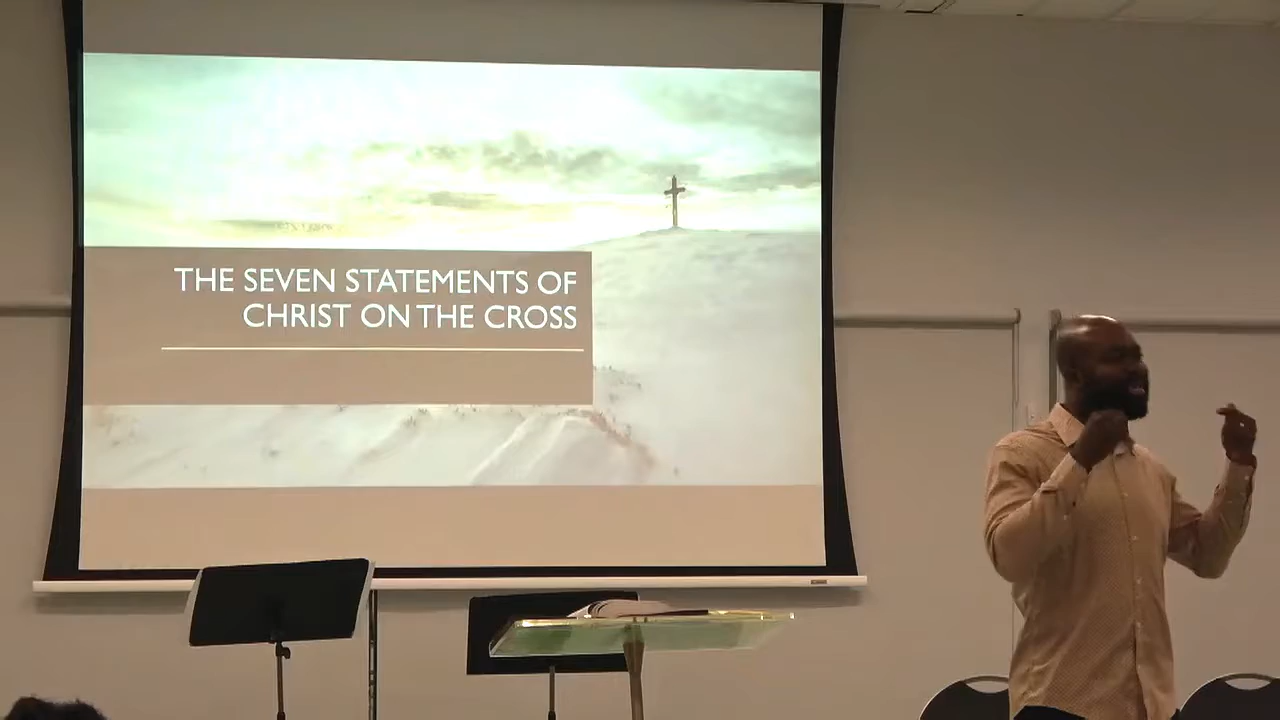 THE SEVEN STATEMENTS OF
CHRIST ON THE CROSS